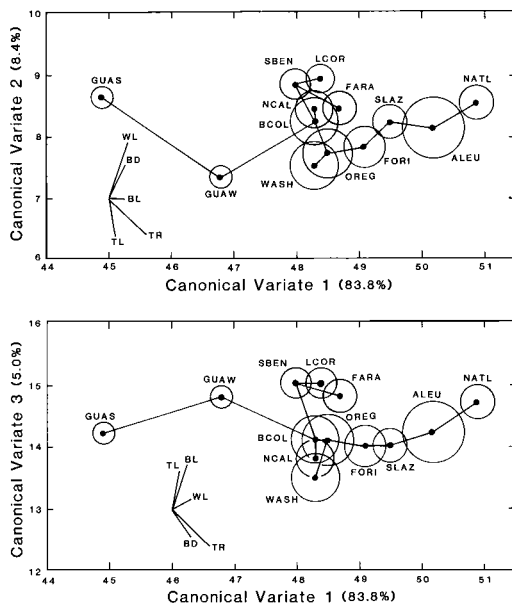 10
9
8
7
6
Canonical Variate 2 (8.4%)
GUAS
SBEN
LCOR
NATL
NCAL
FARA
SLAZ
BCOL
WL
BD
BL
TL
TR
GUAW
WASH
OREG
FORI
ALEU
44 45 46 47 48 49 50 51
Canonical Variate 1 (83.8%)
16
15
14
13
12
Canonical Variate 3 (5.0%)
SBEN
LCOR
GUAW
FARA
NATL
GUAS
OREG
ALEU
BCOL
NCAL
FORI
SLAZ
WASH
TL
BL
WL
BD
TR
44 45 46 47 48 49 50 51
Canonical Variate 1 (83.8%)